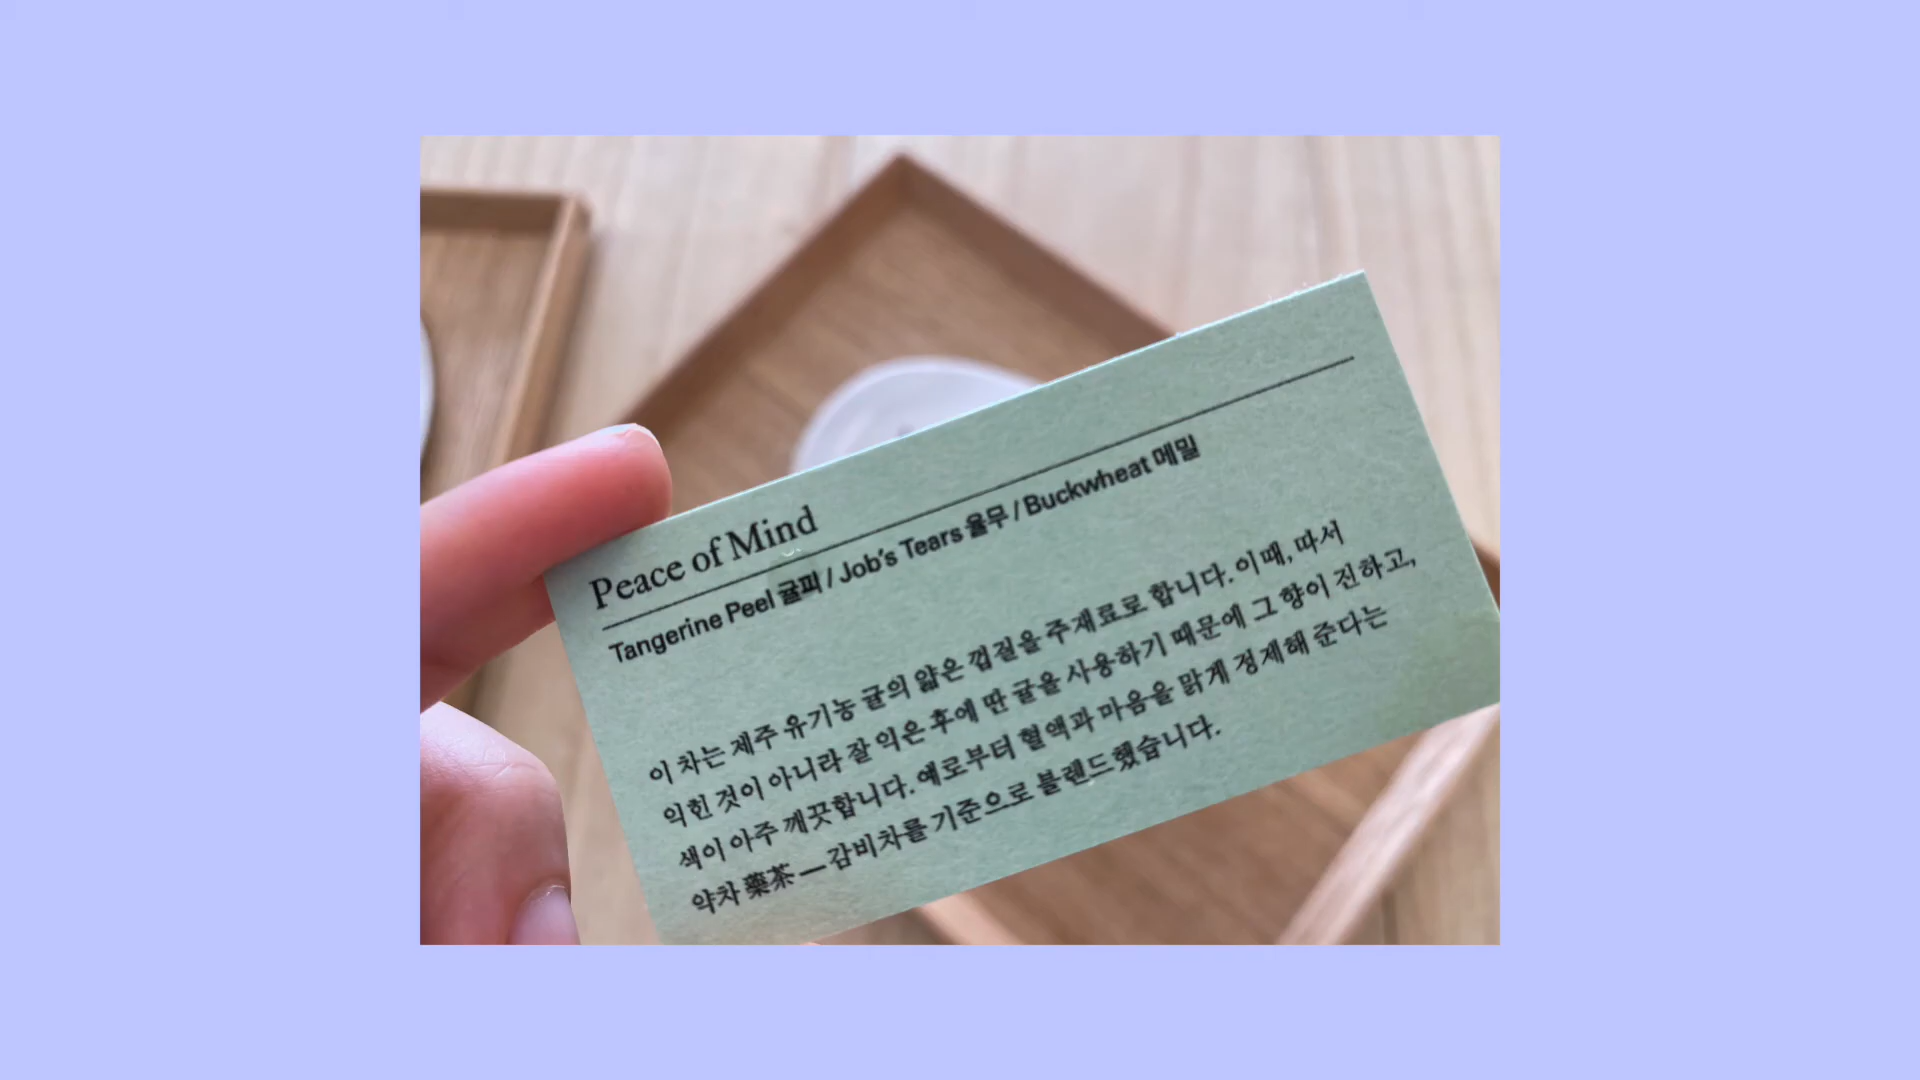 Peace of Mind
Tangerine Peel 귤피 / Job's Tears 율무 / Buckwheat 메밀
이 차는 제주 유기농 귤의 얇은 껍질을 주재료로 합니다. 이때, 따서
익힌 것이 아니라 잘 익은 후에 딴 귤을 사용하기 때문에 그 향이 진하고,
색이 아주 깨끗합니다. 예로부터 혈액과 마음을 맑게 정제해 준다는
약차 藥茶—감비차를 기준으로 블렌드했습니다.